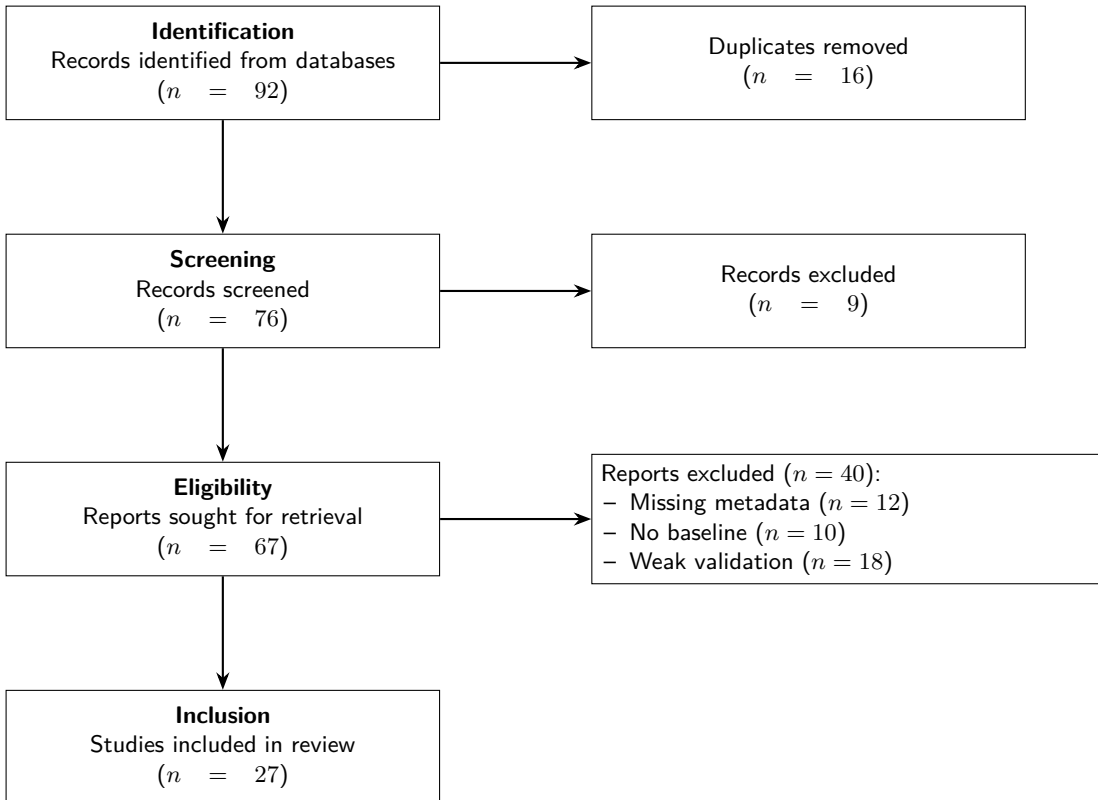 Identification
Records identified from databases
(n = 92)
Duplicates removed
(n = 16)
Screening
Records screened
(n = 76)
Records excluded
(n = 9)
Eligibility
Reports sought for retrieval
(n = 67)
Reports excluded (n = 40):
– Missing metadata (n = 12)
– No baseline (n = 10)
– Weak validation (n = 18)
Inclusion
Studies included in review
(n = 27)